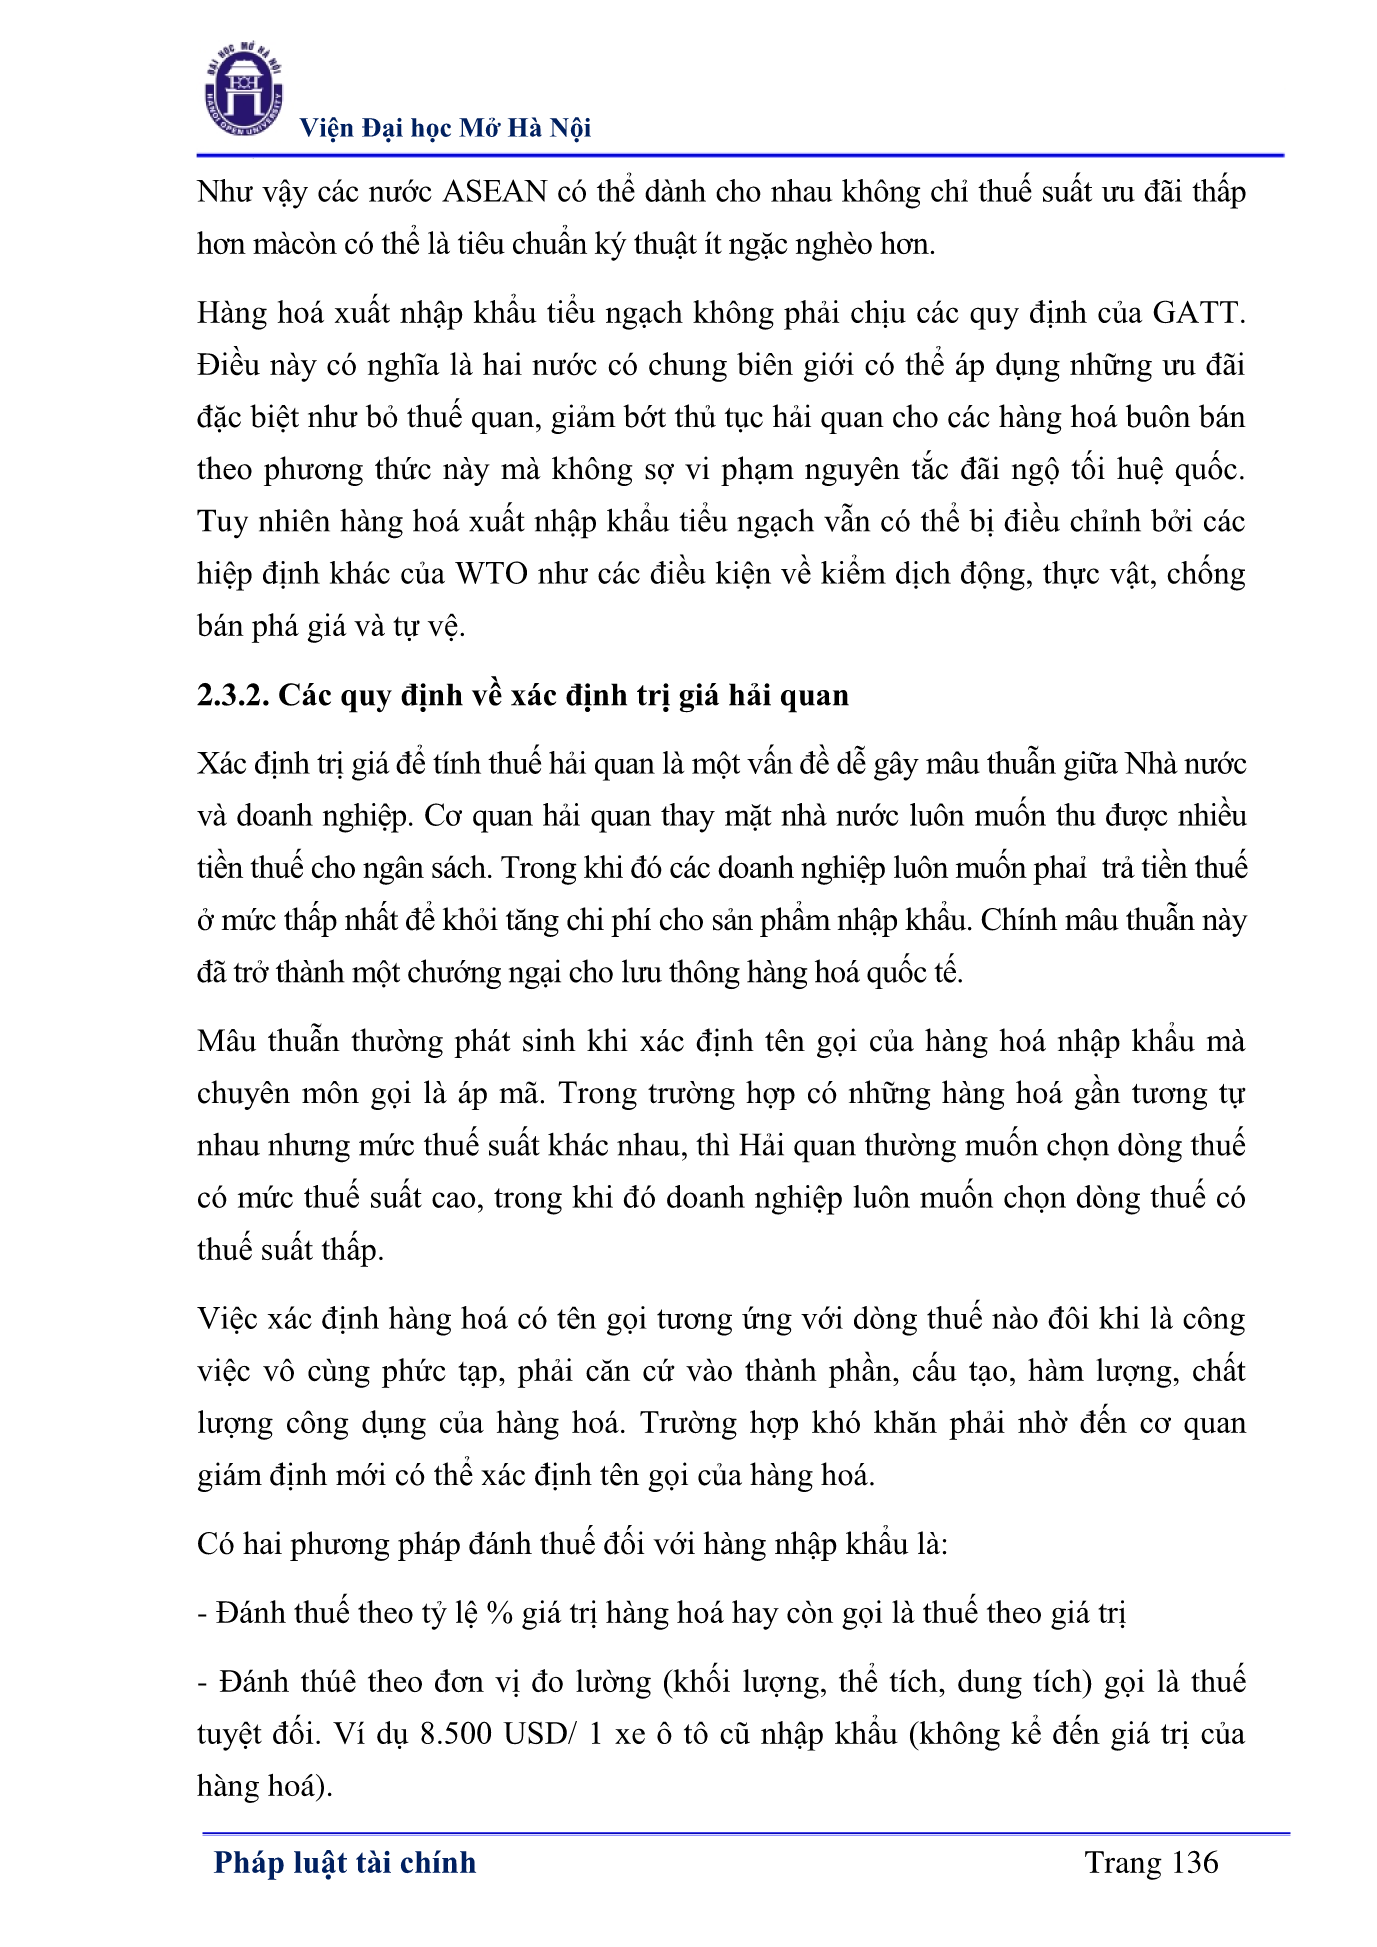 ĐẠI HỌC MỞ HÀ NỘI
HANOI OPEN UNIVERSITY
Viện Đại học Mở Hà Nội
Như vậy các nước ASEAN có thể dành cho nhau không chỉ thuế suất ưu đãi thấp
hơn màcòn có thể là tiêu chuẩn ký thuật ít ngặc nghèo hơn.
Hàng hoá xuất nhập khẩu tiểu ngạch không phải chịu các quy định của GATT.
Điều này có nghĩa là hai nước có chung biên giới có thể áp dụng những ưu đãi
đặc biệt như bỏ thuế quan, giảm bớt thủ tục hải quan cho các hàng hoá buôn bán
theo phương thức này mà không sợ vi phạm nguyên tắc đãi ngộ tối huệ quốc.
Tuy nhiên hàng hoá xuất nhập khẩu tiểu ngạch vẫn có thể bị điều chỉnh bởi các
hiệp định khác của WTO như các điều kiện về kiểm dịch động, thực vật, chống
bán phá giá và tự vệ.
2.3.2. Các quy định về xác định trị giá hải quan
Xác định trị giá để tính thuế hải quan là một vấn đề dễ gây mâu thuẫn giữa Nhà nước
và doanh nghiệp. Cơ quan hải quan thay mặt nhà nước luôn muốn thu được nhiều
tiền thuế cho ngân sách. Trong khi đó các doanh nghiệp luôn muốn phaỉ trả tiền thuế
ở mức thấp nhất để khỏi tăng chi phí cho sản phẩm nhập khẩu. Chính mâu thuẫn này
đã trở thành một chướng ngại cho lưu thông hàng hoá quốc tế.
Mâu thuẫn thường phát sinh khi xác định tên gọi của hàng hoá nhập khẩu mà
chuyên môn gọi là áp mã. Trong trường hợp có những hàng hoá gần tương tự
nhau nhưng mức thuế suất khác nhau, thì Hải quan thường muốn chọn dòng thuế
có mức thuế suất cao, trong khi đó doanh nghiệp luôn muốn chọn dòng thuế có
thuế suất thấp.
Việc xác định hàng hoá có tên gọi tương ứng với dòng thuế nào đôi khi là công
việc vô cùng phức tạp, phải căn cứ vào thành phần, cấu tạo, hàm lượng, chất
lượng công dụng của hàng hoá. Trường hợp khó khăn phải nhờ đến cơ quan
giám định mới có thể xác định tên gọi của hàng hoá.
Có hai phương pháp đánh thuế đối với hàng nhập khẩu là:
- Đánh thuế theo tỷ lệ % giá trị hàng hoá hay còn gọi là thuế theo giá trị
- Đánh thúê theo đơn vị đo lường (khối lượng, thể tích, dung tích) gọi là thuế
tuyệt đối. Ví dụ 8.500 USD/ 1 xe ô tô cũ nhập khẩu (không kể đến giá trị của
hàng hoá).
Pháp luật tài chính Trang 136